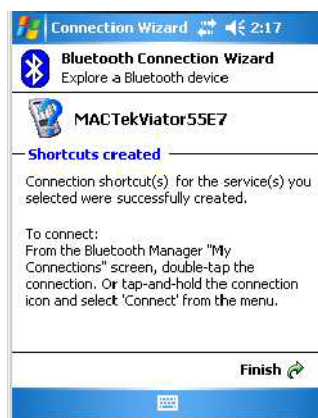 Connection Wizard 2:17
Bluetooth Connection Wizard
Explore a Bluetooth device
MACTekViator55E7
Shortcuts created
Connection shortcut(s) for the service(s) you
selected were successfully created.
To connect:
From the Bluetooth Manager "My
Connections" screen, double-tap the
connection. Or tap-and-hold the connection
icon and select 'Connect' from the menu.
Finish